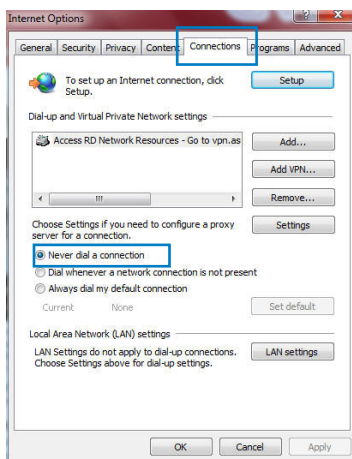 Internet Options
General Security Privacy Content Connections Programs Advanced
To set up an Internet connection, click
Setup.
Setup
Dial-up and Virtual Private Network settings
Access RD Network Resources - Go to vpn.as
Add...
Add VPN...
Remove...
Choose Settings if you need to configure a proxy
server for a connection.
Settings
Never dial a connection
Dial whenever a network connection is not present
Always dial my default connection
Current None
Set default
Local Area Network (LAN) settings
LAN Settings do not apply to dial-up connections.
Choose Settings above for dial-up settings.
LAN settings
OK Cancel Apply